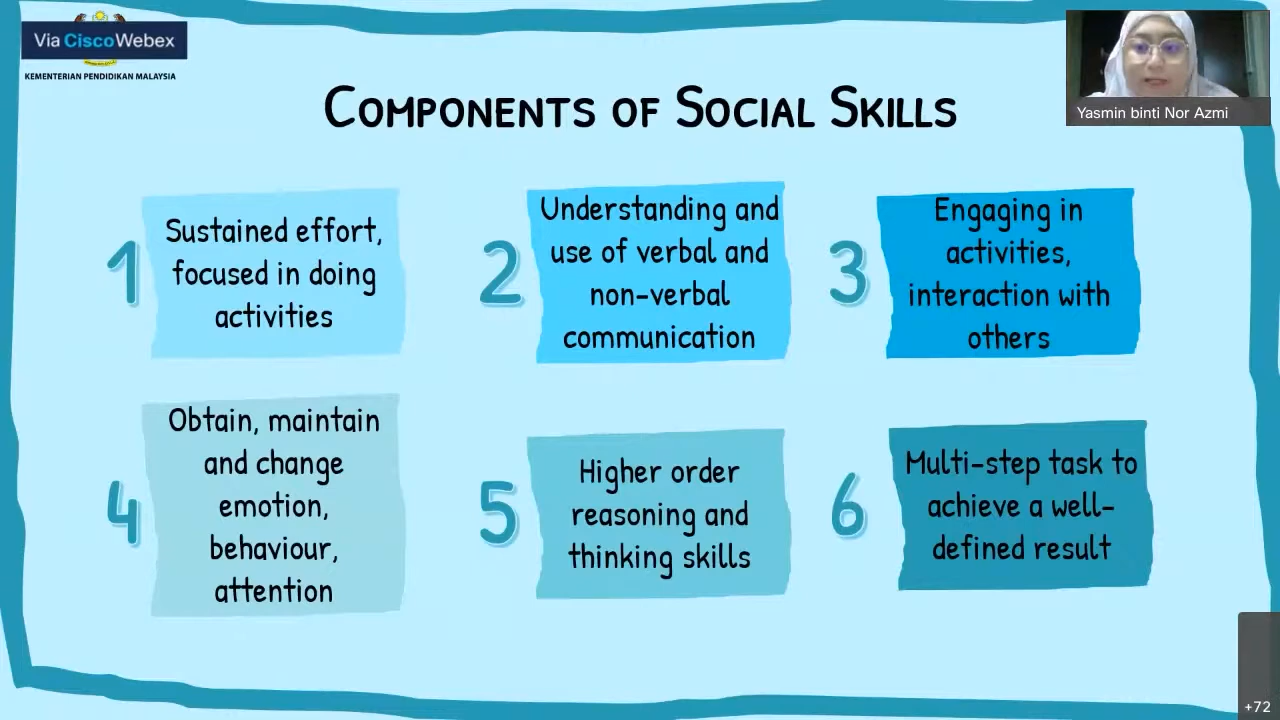 Via Cisco Webex
KEMENTERIAN PENDIDIKAN MALAYSIA
Yasmin binti Nor Azmi
Components of Social Skills
1
Sustained effort,
focused in doing
activities
2
Understanding and
use of verbal and
non-verbal
communication
3
Engaging in
activities,
interaction with
others
4
Obtain, maintain
and change
emotion,
behaviour,
attention
5
Higher order
reasoning and
thinking skills
6
Multi-step task to
achieve a well-
defined result
+72